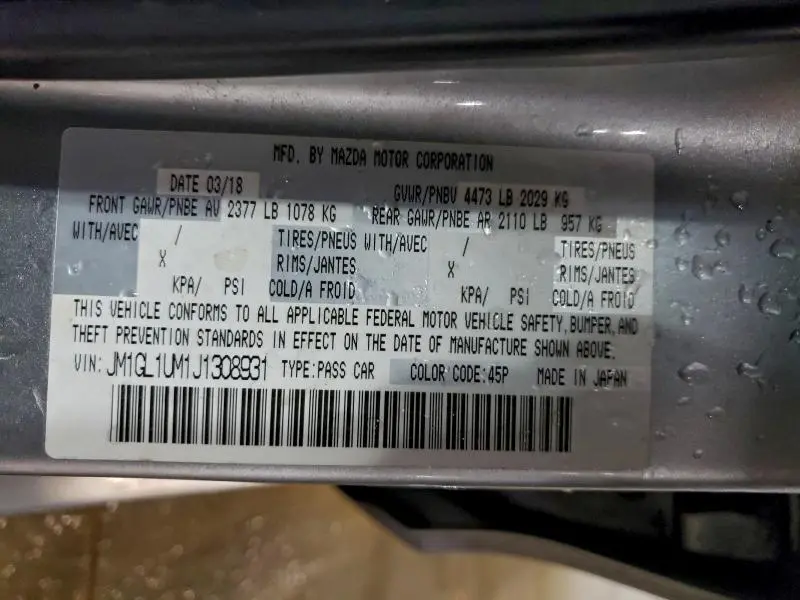 MFD. BY MAZDA MOTOR CORPORATION
DATE 03/18 GVWR/PNBV 4473 LB 2029 KG
FRONT GAWR/PNBE AV 2377 LB 1078 KG REAR GAWR/PNBE AR 2110 LB 957 KG
WITH/AVEC / TIRES/PNEUS WITH/AVEC / TIRES/PNEUS
X RIMS/JANTES X RIMS/JANTES
KPA/ PSI COLD/A FROID KPA/ PSI COLD/A FROID
THIS VEHICLE CONFORMS TO ALL APPLICABLE FEDERAL MOTOR VEHICLE SAFETY, BUMPER, AND
THEFT PREVENTION STANDARDS IN EFFECT ON THE DATE OF MANUFACTURE SHOWN ABOVE.
VIN: JM1GL1UM1J1308931 TYPE:PASS CAR COLOR CODE:45P MADE IN JAPAN